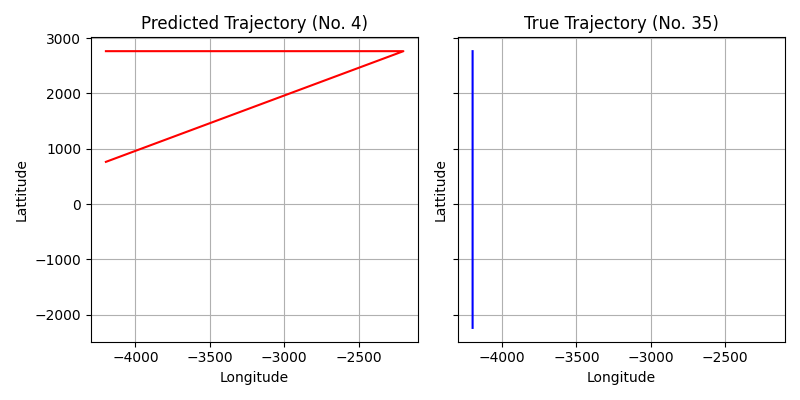 Predicted Trajectory (No. 4)
True Trajectory (No. 35)
3000
2000
1000
0
−1000
−2000
Lattitude
Lattitude
−4000 −3500 −3000 −2500
−4000 −3500 −3000 −2500
Longitude
Longitude